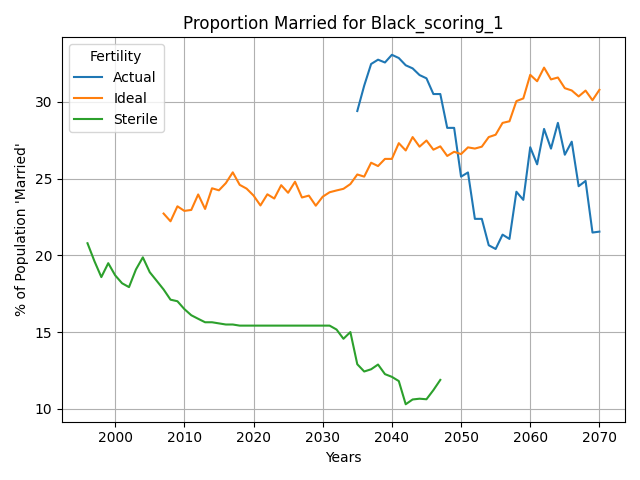 Proportion Married for Black_scoring_1
Fertility
Actual
Ideal
Sterile
% of Population 'Married'
30
25
20
15
10
2000 2010 2020 2030 2040 2050 2060 2070
Years